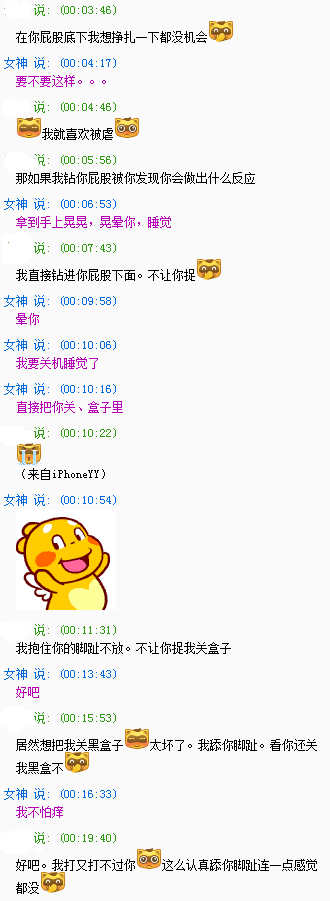 说: (00:03:46)
在你屁股底下我想挣扎一下都没机会
女神 说: (00:04:17)
要不要这样。。。
说: (00:04:46)
我就喜欢被虐
说: (00:05:56)
那如果我钻你屁股被你发现你会做出什么反应
女神 说: (00:06:53)
拿到手上晃晃，晃晕你，睡觉
说: (00:07:43)
我直接钻进你屁股下面。不让你捉
女神 说: (00:09:58)
晕你
女神 说: (00:10:06)
我要关机睡觉了
女神 说: (00:10:16)
直接把你关、盒子里
说: (00:10:22)
(来自iPhoneYY)
女神 说: (00:10:54)
说: (00:11:31)
我抱住你的脚趾不放。不让你捉我关盒子
女神 说: (00:13:43)
好吧
说: (00:15:53)
居然想把我关黑盒子太坏了。我舔你脚趾。看你还关
我黑盒不
女神 说: (00:16:33)
我不怕痒
说: (00:19:40)
好吧。我打又打不过你这么认真舔你脚趾连一点感觉
都没